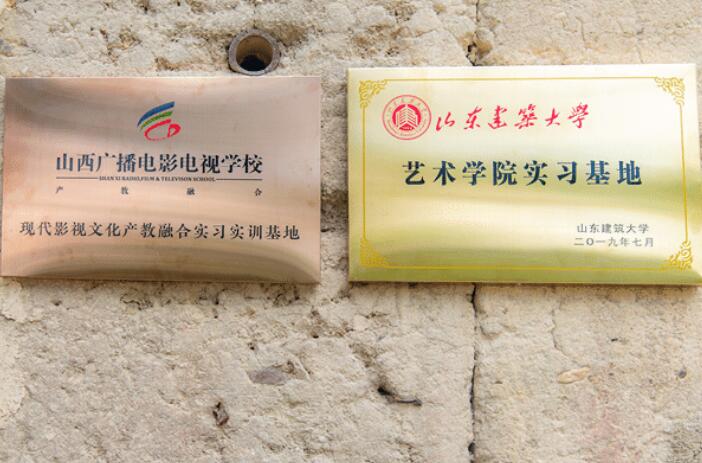 山西广播电影电视学校
SHAN XI RADIO,FILM & TELEVISON SCHOOL
产教融合
现代影视文化产教融合实习实训基地
山东建筑大学
艺术学院实习基地
山东建筑大学
二〇一九年七月